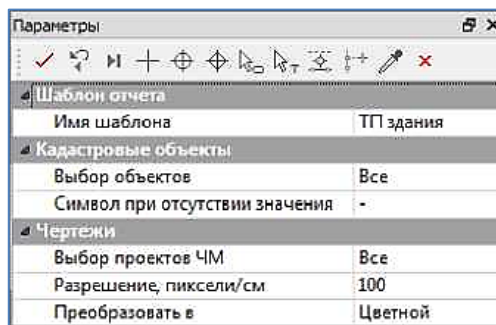 Параметры
Шаблон отчета
Имя шаблона ТП здания
Кадастровые объекты
Выбор объектов Все
Символ при отсутствии значения -
Чертежи
Выбор проектов ЧМ Все
Разрешение, пиксели/см 100
Преобразовать в Цветной